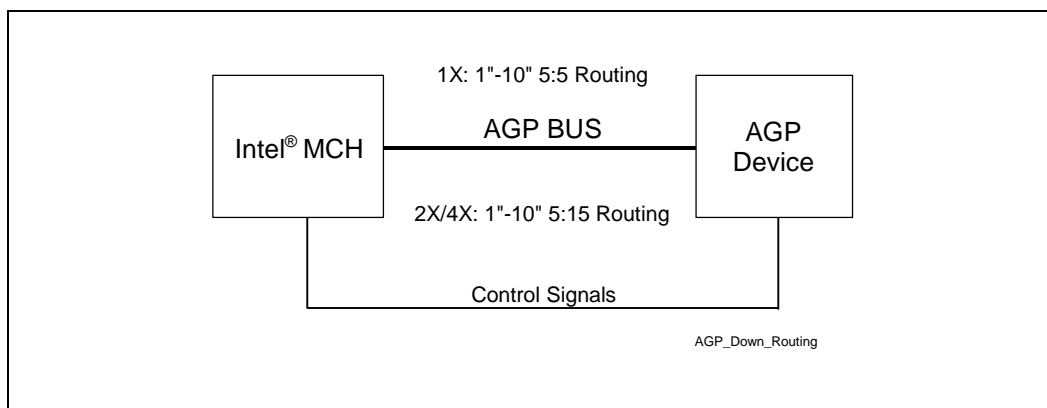 1X: 1"-10" 5:5 Routing
Intel® MCH
AGP BUS
AGP
Device
2X/4X: 1"-10" 5:15 Routing
Control Signals
AGP_Down_Routing